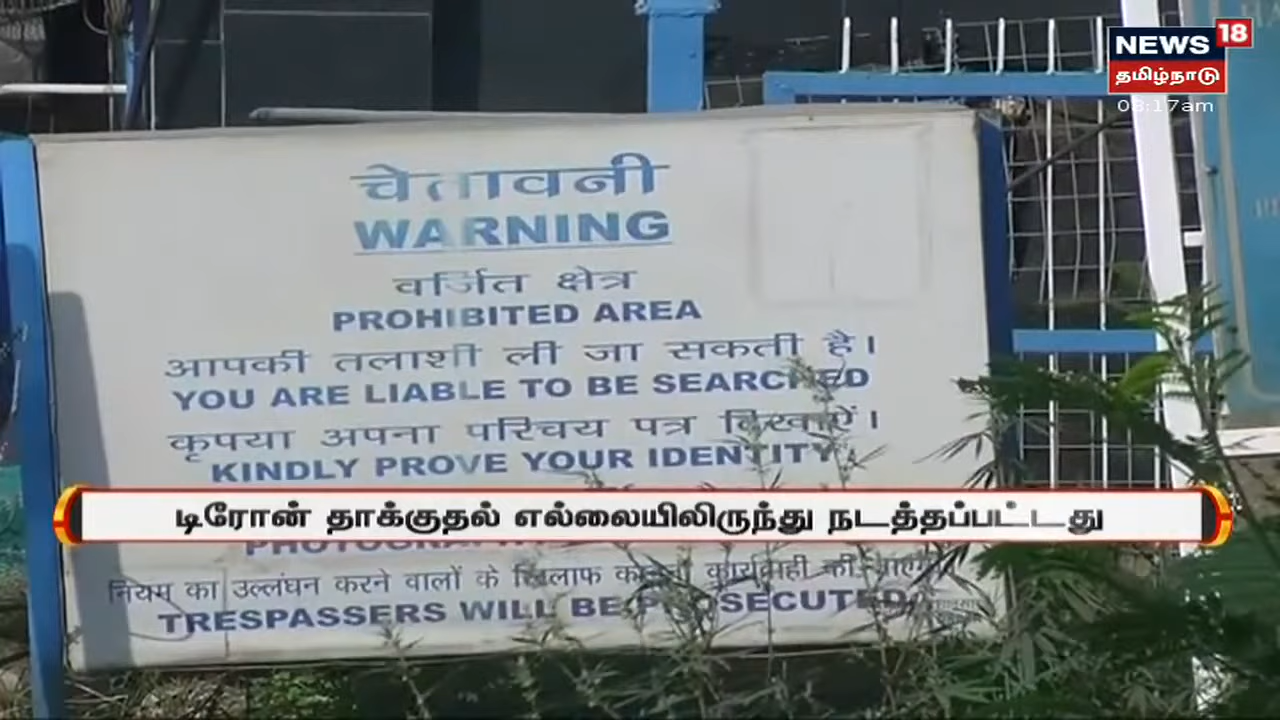 NEWS 18
தமிழ்நாடு
08:17am
चेतावनी
WARNING
वर्जित क्षेत्र
PROHIBITED AREA
आपकी तलाशी ली जा सकती है।
YOU ARE LIABLE TO BE SEARCHED
कृपया अपना परिचय पत्र दिखाऐं।
KINDLY PROVE YOUR IDENTITY
டிரோன் தாக்குதல் எல்லையிலிருந்து நடத்தப்பட்டது
नियम का उल्लंघन करने वालों के खिलाफ कार्यवाही की
TRESPASSERS WILL BE PROSECUTED